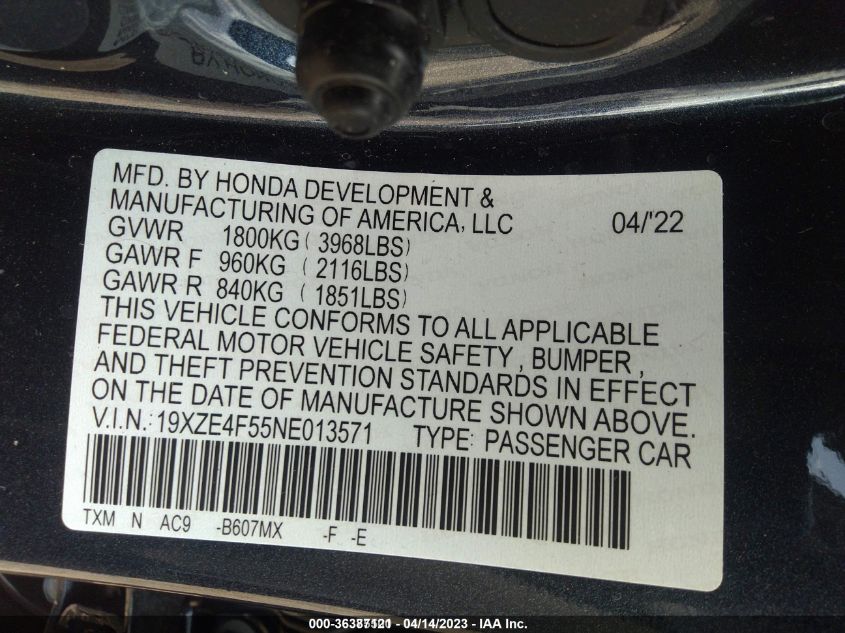 MFD. BY HONDA DEVELOPMENT &
MANUFACTURING OF AMERICA, LLC 04/'22
GVWR 1800KG ( 3968LBS)
GAWR F 960KG ( 2116LBS)
GAWR R 840KG ( 1851LBS)
THIS VEHICLE CONFORMS TO ALL APPLICABLE
FEDERAL MOTOR VEHICLE SAFETY , BUMPER ,
AND THEFT PREVENTION STANDARDS IN EFFECT
ON THE DATE OF MANUFACTURE SHOWN ABOVE.
V.I.N.: 19XZE4F55NE013571 TYPE: PASSENGER CAR
TXM N AC9 -B607MX -F -E
04/14/2023 - IAA Inc.